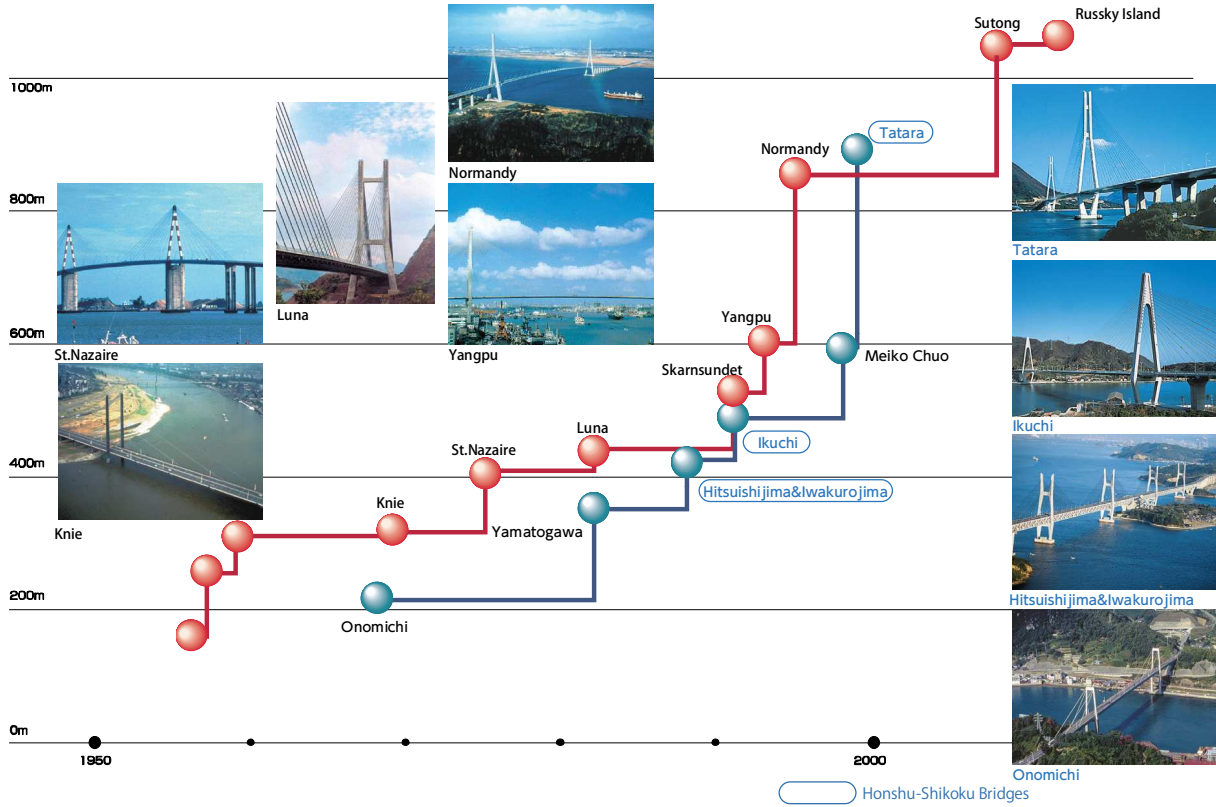 Sutong
Russky Island
1000m
Tatara
Normandy
Normandy
800m
Tatara
Luna
Yangpu
600m
St.Nazaire
Yangpu
Meiko Chuo
Skarnsundet
Luna
Ikuchi
St.Nazaire
Ikuchi
400m
Hitsuishijima&Iwakurojima
Knie
Knie
Yamatogawa
200m
Hitsuishijima&Iwakurojima
Onomichi
0m
1950
2000
Onomichi
Honshu-Shikoku Bridges